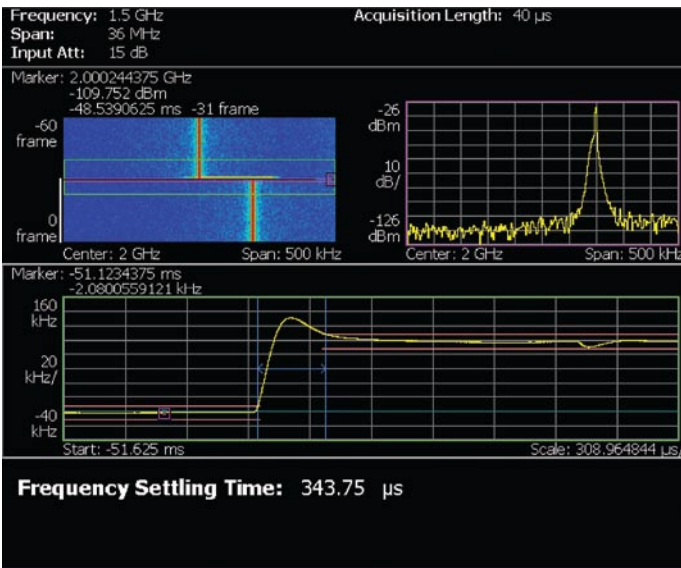 Frequency: 1.5 GHz Acquisition Length: 40 µs
Span: 36 MHz
Input Att: 15 dB
Marker: 2.000244375 GHz
-109.752 dBm
-48.5390625 ms -31 frame
-60
frame
0
frame
Center: 2 GHz Span: 500 kHz
-26
dBm
10
dB/
-126
dBm
Center: 2 GHz Span: 500 kHz
Marker: -51.1234375 ms
-2.0800559121 kHz
160
kHz
20
kHz/
-40
kHz
Start: -51.625 ms Scale: 308.964844 µs/
Frequency Settling Time: 343.75 µs